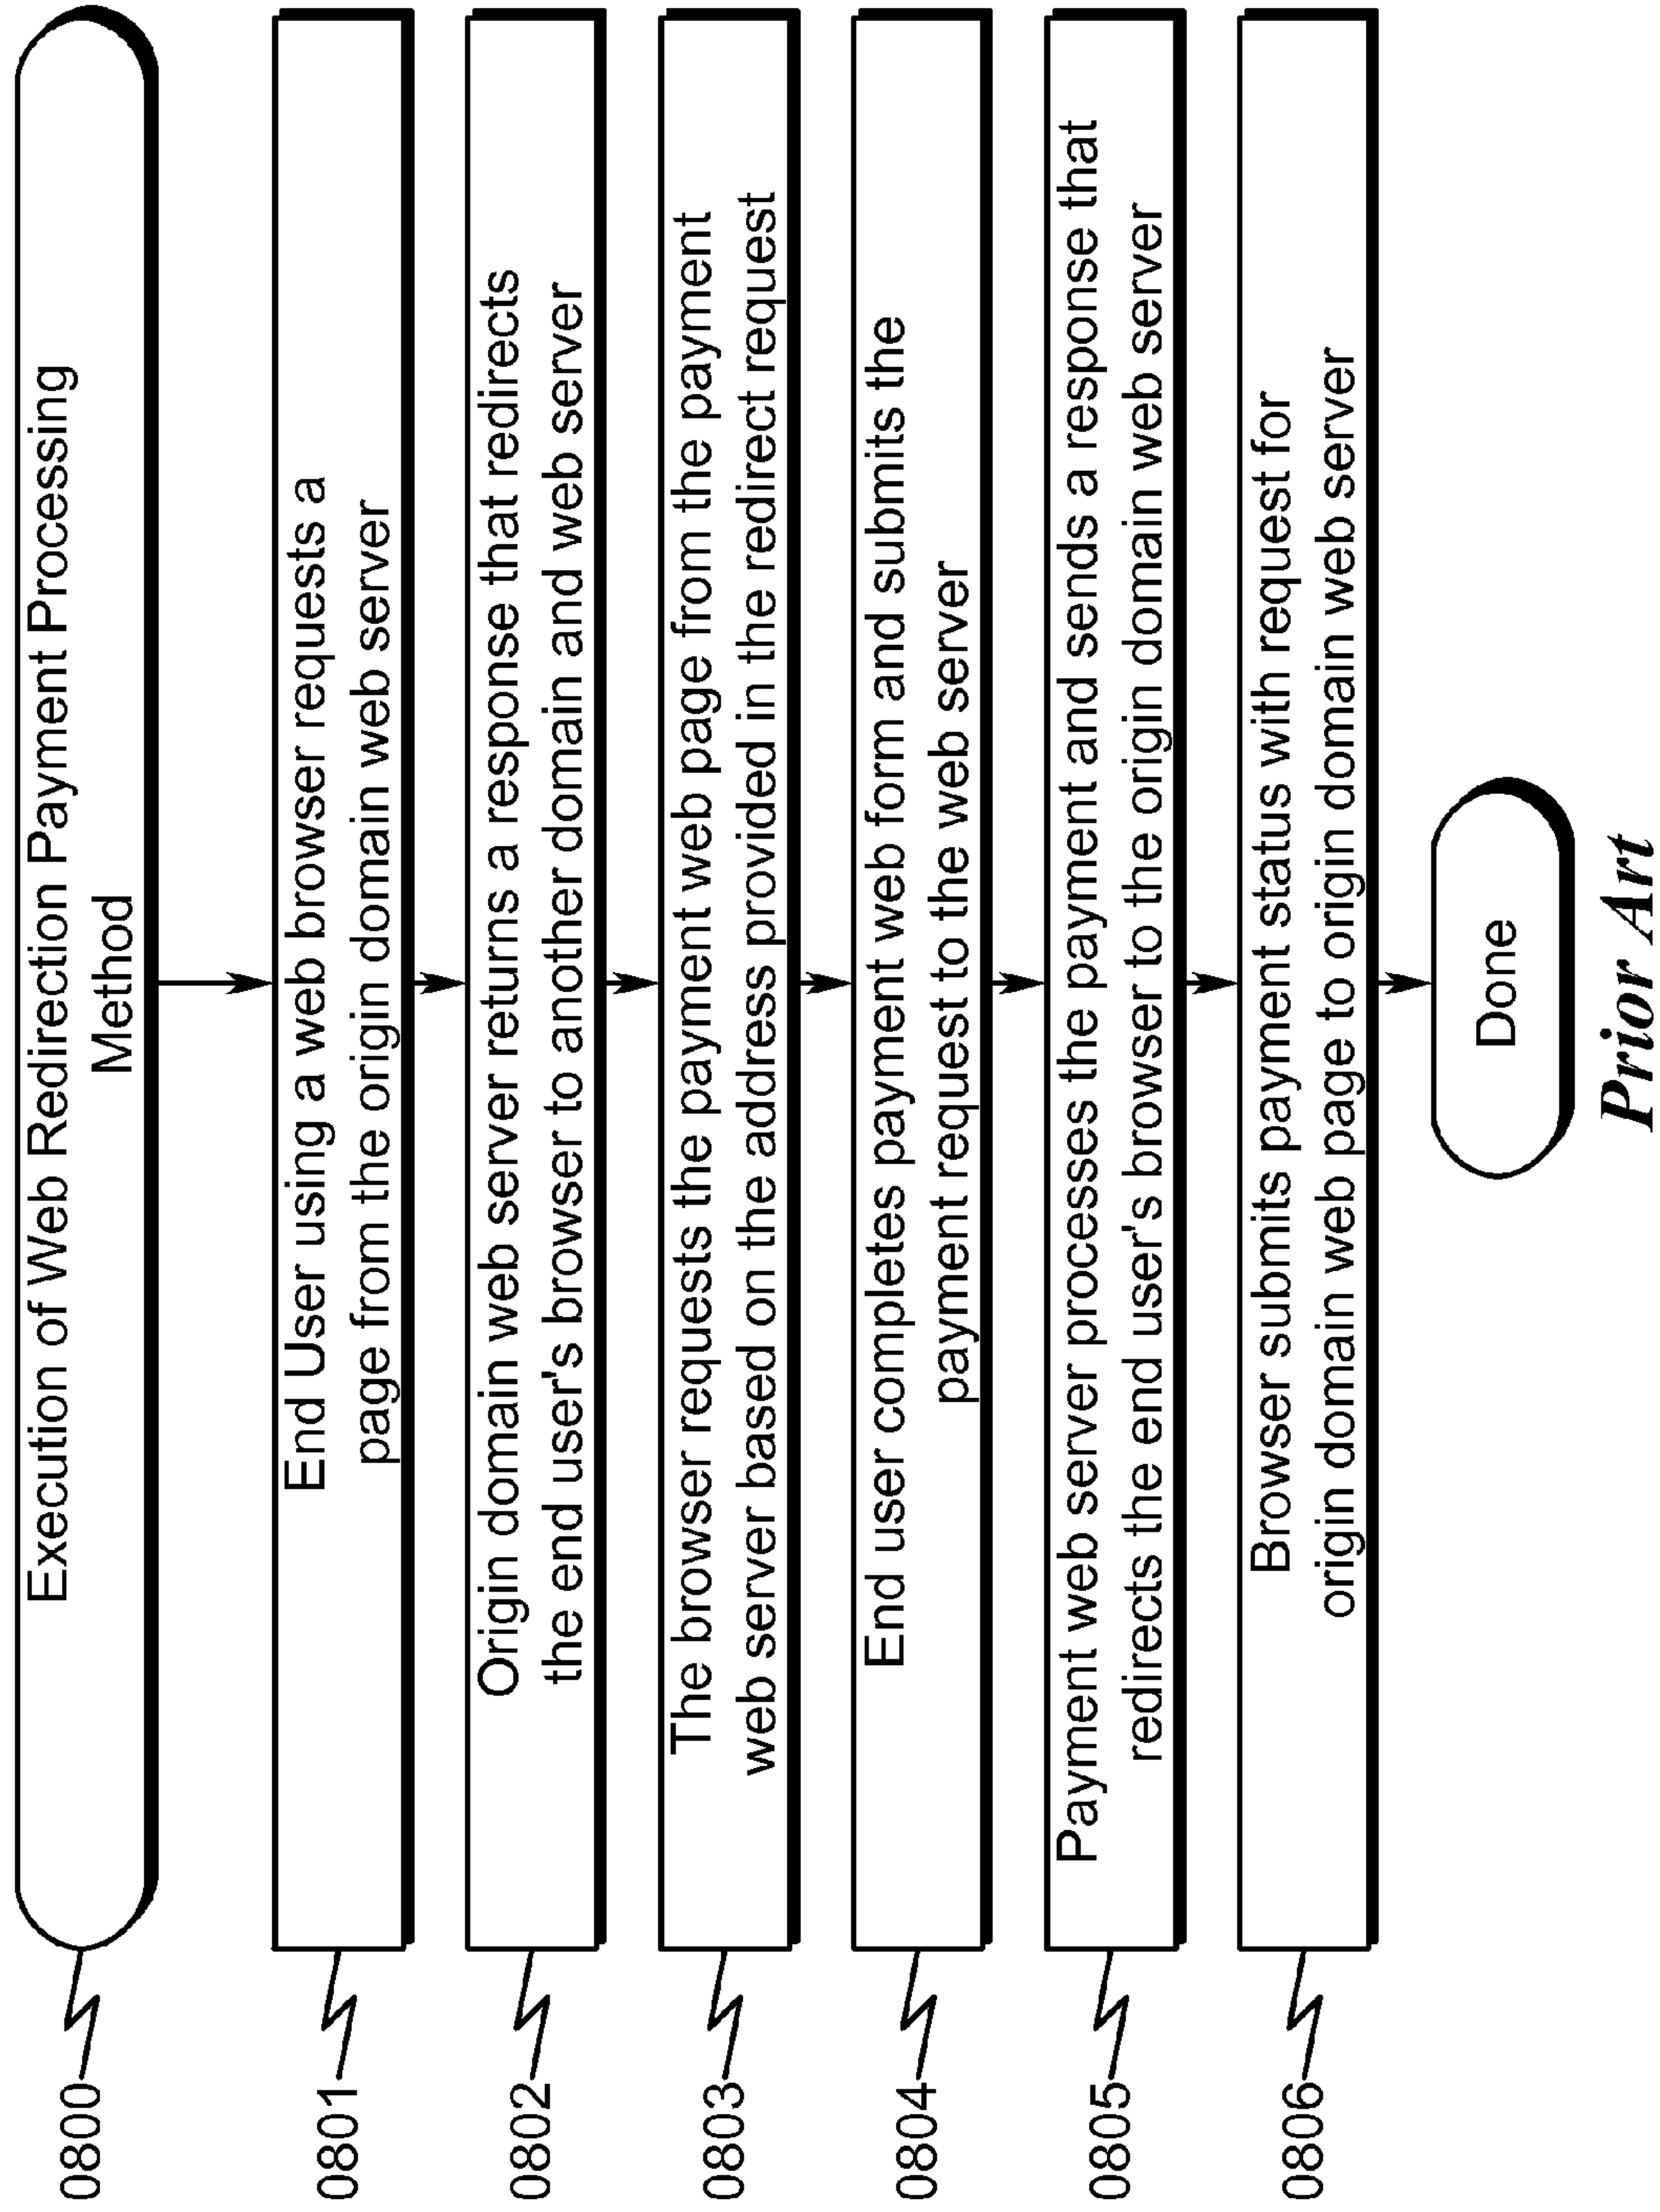 0800
Execution of Web Redirection Payment Processing
Method
0801
End User using a web browser requests a
page from the origin domain web server
0802
Origin domain web server returns a response that redirects
the end user's browser to another domain and web server
0803
The browser requests the payment web page from the payment
web server based on the address provided in the redirect request
0804
End user completes payment web form and submits the
payment request to the web server
0805
Payment web server processes the payment and sends a response that
redirects the end user's browser to the origin domain web server
0806
Browser submits payment status with request for
origin domain web page to origin domain web server
Done
Prior Art